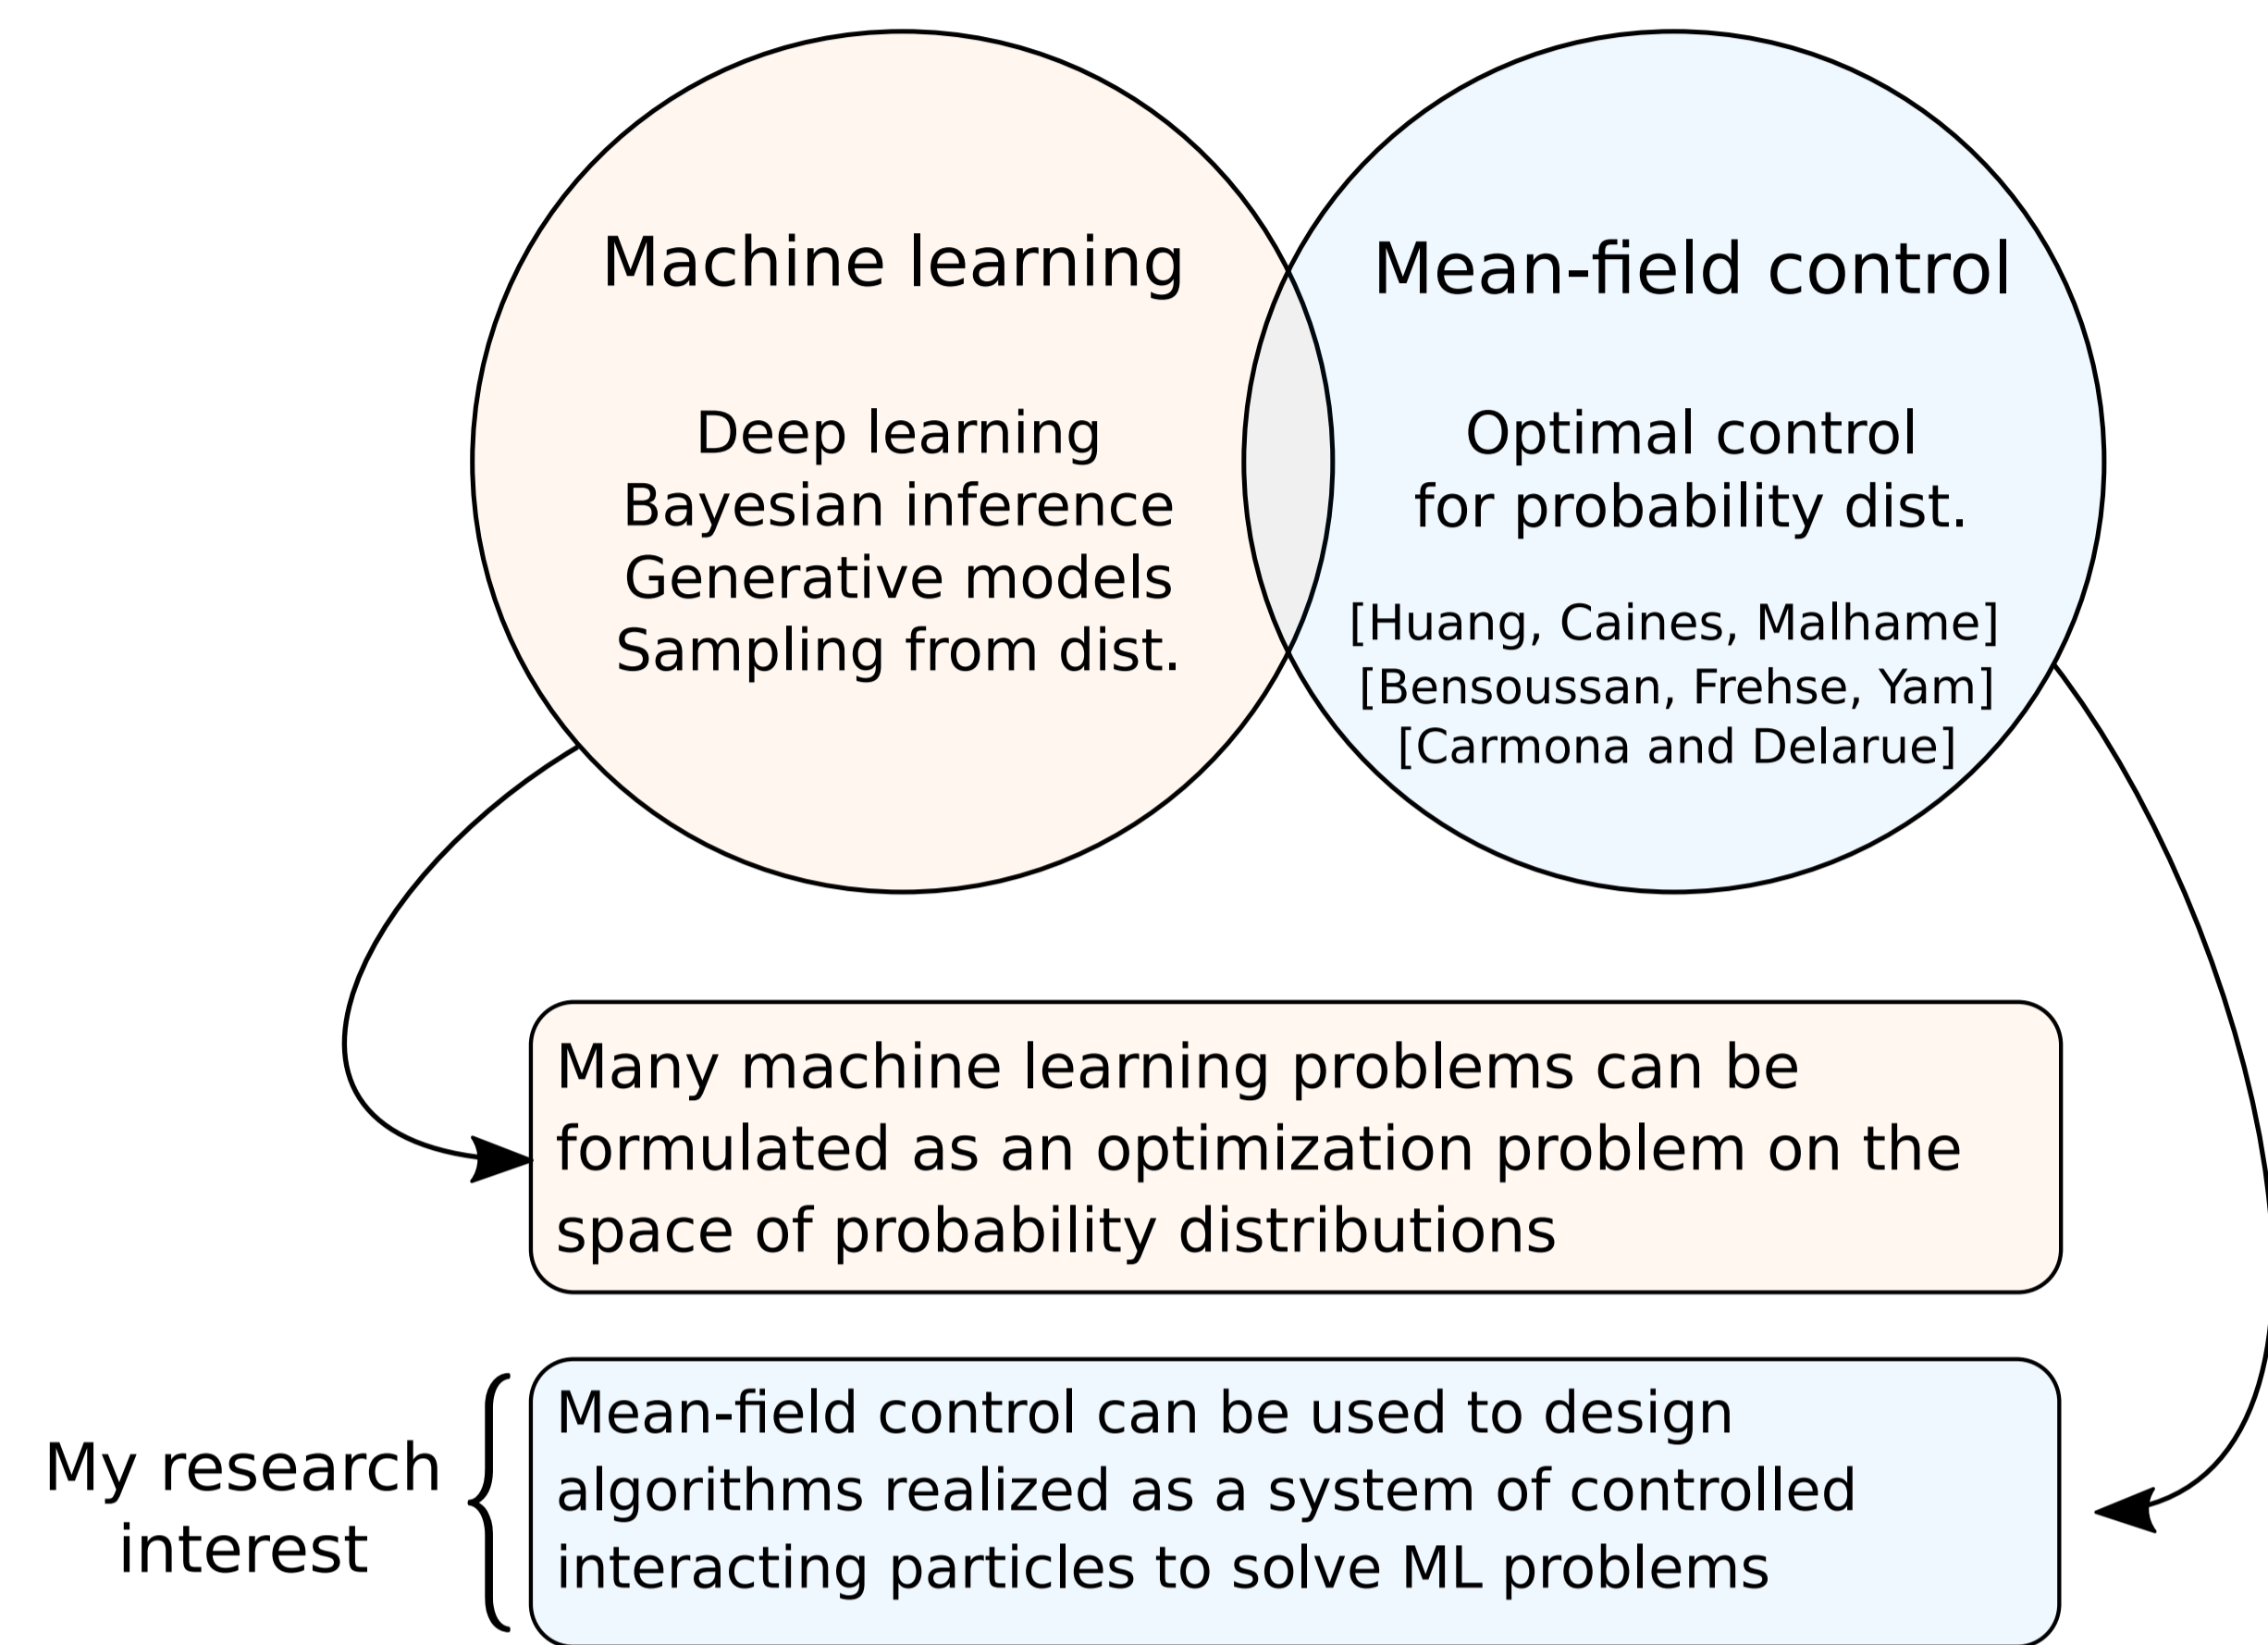 Machine learning
Deep learning
Bayesian inference
Generative models
Sampling from dist.
Mean-field control
Optimal control
for probability dist.
[Huang, Caines, Malhame]
[Bensoussan, Frehse, Yam]
[Carmona and Delarue]
Many machine learning problems can be
formulated as an optimization problem on the
space of probability distributions
My research
interest
Mean-field control can be used to design
algorithms realized as a system of controlled
interacting particles to solve ML problems